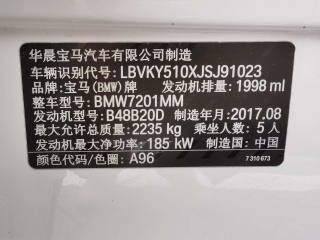 华晨宝马汽车有限公司制造
车辆识别代号: LBVKY510XJSJ91023
品牌: 宝马(BMW)牌 发动机排量: 1998 ml
整车型号: BMW7201MM
发动机型号: B48B20D 制造年月: 2017.08
最大允许总质量: 2235 kg 乘坐人数: 5 人
发动机最大净功率: 185 kW 制造国: 中国
颜色代码/色圈: A96
7 310 673